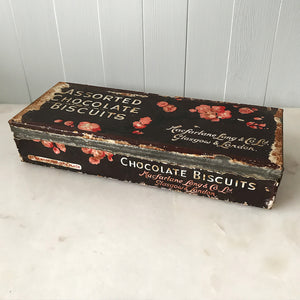 ASSORTED
CHOCOLATE
BISCUITS
Macfarlane Lang & Co. Ltd.
Glasgow & London.
CHOCOLATE BISCUITS
Macfarlane Lang & Co. Ltd.
Glasgow & London.